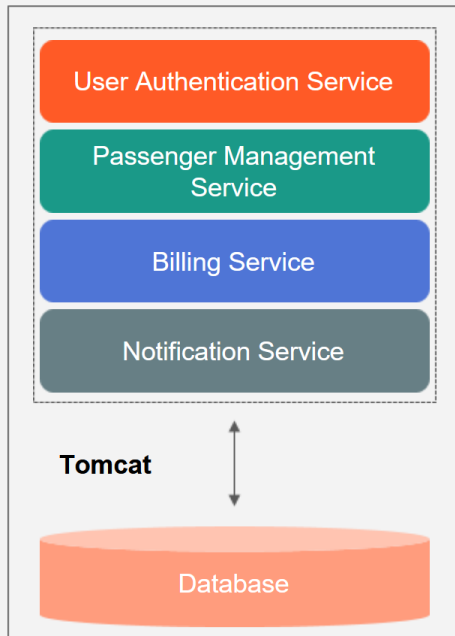 User Authentication Service
Passenger Management
Service
Billing Service
Notification Service
Tomcat
Database